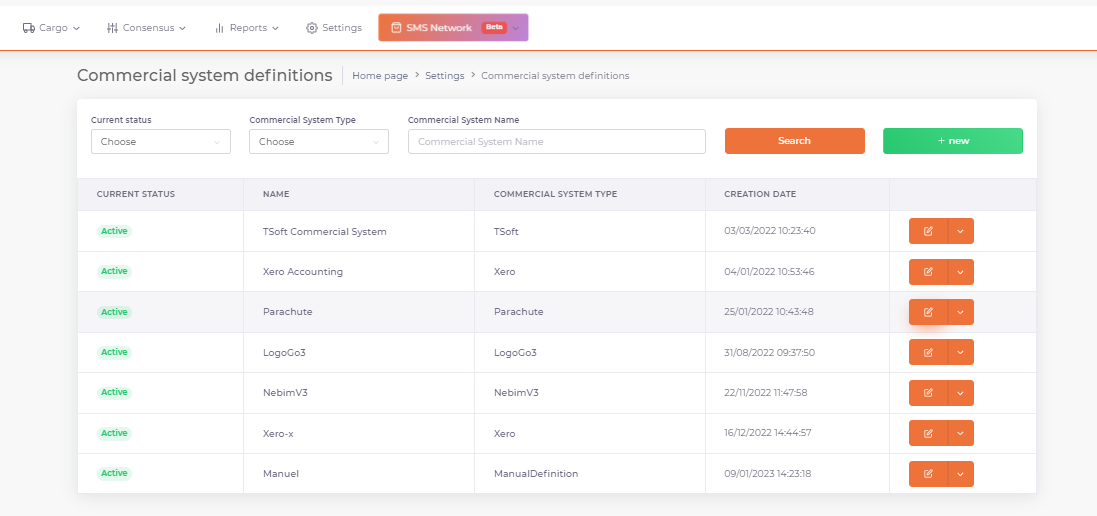 Cargo Consensus Reports Settings SMS Network Beta
Commercial system definitions Home page > Settings > Commercial system definitions
Current status Commercial System Type Commercial System Name
Choose Choose Commercial System Name Search + new
CURRENT STATUS NAME COMMERCIAL SYSTEM TYPE CREATION DATE
Active TSoft Commercial System TSoft 03/03/2022 10:23:40
Active Xero Accounting Xero 04/01/2022 10:53:46
Active Parachute Parachute 25/01/2022 10:43:48
Active LogoGo3 LogoGo3 31/08/2022 09:37:50
Active NebimV3 NebimV3 22/11/2022 11:47:58
Active Xero-x Xero 16/12/2022 14:44:57
Active Manuel ManualDefinition 09/01/2023 14:23:18